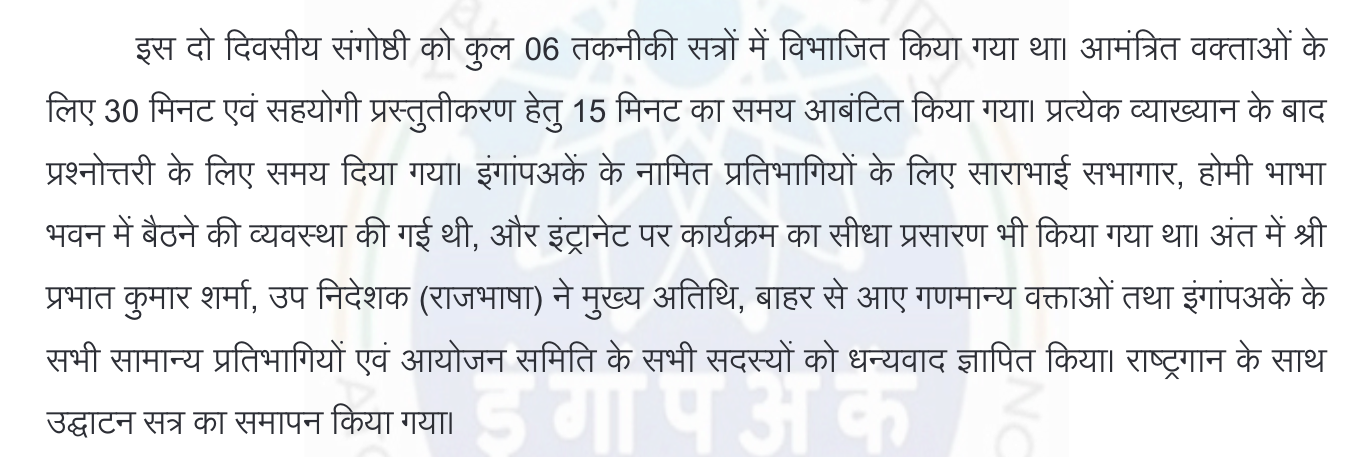 इस दो दिवसीय संगोष्ठी को कुल 06 तकनीकी सत्रों में विभाजित किया गया था। आमंत्रित वक्ताओं के
लिए 30 मिनट एवं सहयोगी प्रस्तुतीकरण हेतु 15 मिनट का समय आबंटित किया गया। प्रत्येक व्याख्यान के बाद
प्रश्नोत्तरी के लिए समय दिया गया। इंगांपअकें के नामित प्रतिभागियों के लिए साराभाई सभागार, होमी भाभा
भवन में बैठने की व्यवस्था की गई थी, और इंट्रानेट पर कार्यक्रम का सीधा प्रसारण भी किया गया था। अंत में श्री
प्रभात कुमार शर्मा, उप निदेशक (राजभाषा) ने मुख्य अतिथि, बाहर से आए गणमान्य वक्ताओं तथा इंगांपअकें के
सभी सामान्य प्रतिभागियों एवं आयोजन समिति के सभी सदस्यों को धन्यवाद ज्ञापित किया। राष्ट्रगान के साथ
उद्घाटन सत्र का समापन किया गया।
इं गां प अ कें